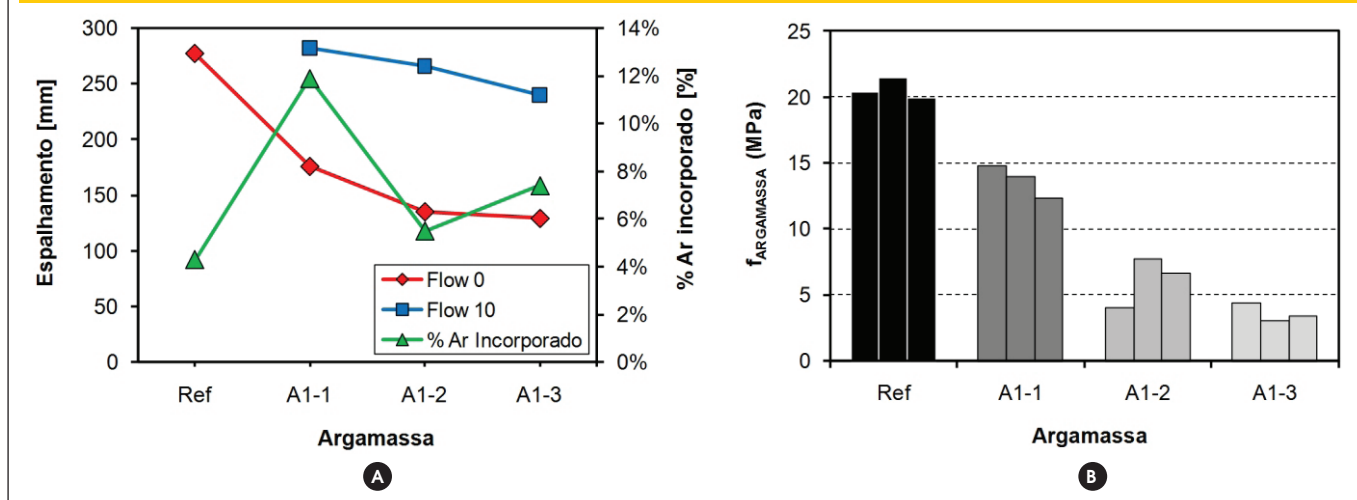 300
250
200
150
100
50
0
Espalhamento [mm]
14%
12%
10%
8%
6%
4%
2%
0%
% Ar incorporado [%]
Flow 0
Flow 10
% Ar Incorporado
Ref A1-1 A1-2 A1-3
Argamassa
A
25
20
15
10
5
0
fARGAMASSA (MPa)
Ref A1-1 A1-2 A1-3
Argamassa
B